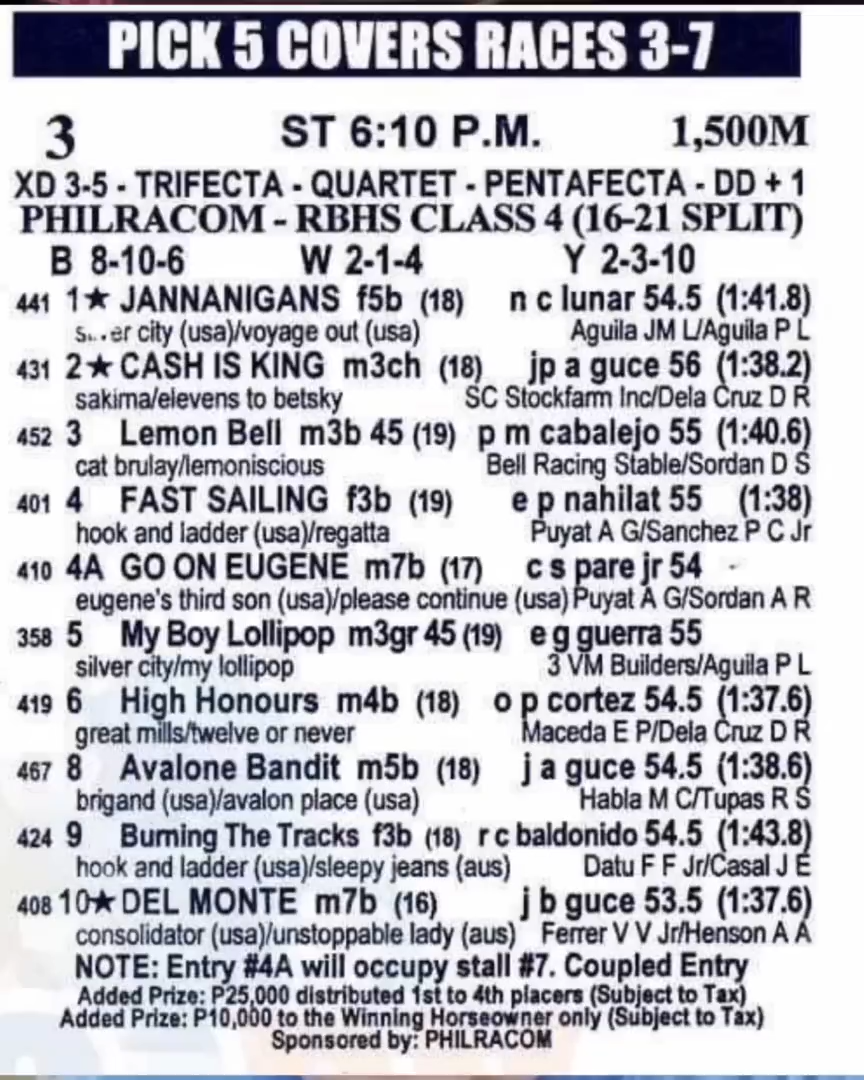 PICK 5 COVERS RACES 3-7
3 ST 6:10 P.M. 1,500M
XD 3-5 - TRIFECTA - QUARTET - PENTAFECTA - DD + 1
PHILRACOM - RBHS CLASS 4 (16-21 SPLIT)
B 8-10-6 W 2-1-4 Y 2-3-10
441 1★ JANNANIGANS f5b (18) n c lunar 54.5 (1:41.8)
city (usa)/voyage out (usa) Aguila JM L/Aguila P L
431 2★ CASH IS KING m3ch (18) jp a guce 56 (1:38.2)
sakima/elevens to betsky SC Stockfarm Inc/Dela Cruz D R
452 3 Lemon Bell m3b 45 (19) p m cabalejo 55 (1:40.6)
cat brulay/lemoniscious Bell Racing Stable/Sordan D S
401 4 FAST SAILING f3b (19) e p nahilat 55 (1:38)
hook and ladder (usa)/regatta Puyat A G/Sanchez P C Jr
410 4A GO ON EUGENE m7b (17) c s pare jr 54 -
eugene's third son (usa)/please continue (usa) Puyat A G/Sordan A R
358 5 My Boy Lollipop m3gr 45 (19) e g guerra 55
silver city/my lollipop 3 VM Builders/Aguila P L
419 6 High Honours m4b (18) o p cortez 54.5 (1:37.6)
great mills/twelve or never Maceda E P/Dela Cruz D R
467 8 Avalone Bandit m5b (18) j a guce 54.5 (1:38.6)
brigand (usa)/avalon place (usa) Habla M C/Tupas R S
424 9 Burning The Tracks f3b (18) r c baldonido 54.5 (1:43.8)
hook and ladder (usa)/sleepy jeans (aus) Datu F F Jr/Casal J E
408 10★ DEL MONTE m7b (16) j b guce 53.5 (1:37.6)
consolidator (usa)/unstoppable lady (aus) Ferrer V V Jr/Henson A A
NOTE: Entry #4A will occupy stall #7. Coupled Entry
Added Prize: P25,000 distributed 1st to 4th placers (Subject to Tax)
Added Prize: P10,000 to the Winning Horseowner only (Subject to Tax)
Sponsored by: PHILRACOM